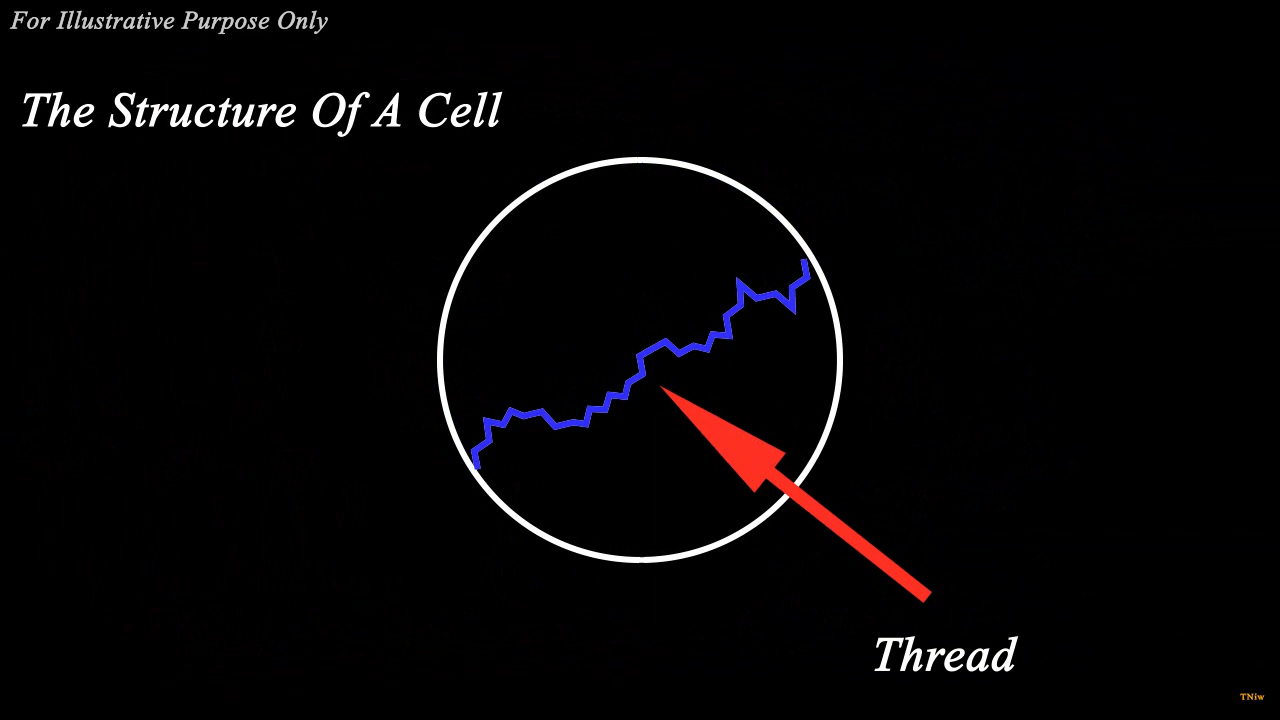 For Illustrative Purpose Only
The Structure Of A Cell
Thread
TNiw